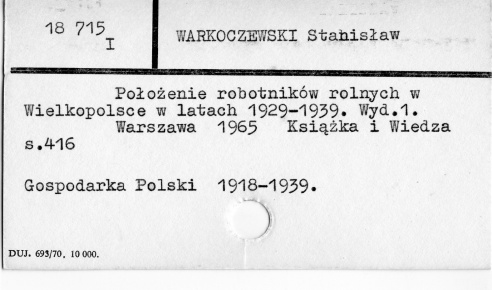 18 715
I
WARKOCZEWSKI Stanisław
Położenie robotników rolnych w
Wielkopolsce w latach 1929-1939. Wyd.1.
Warszawa 1965 Książka i Wiedza
s.416
Gospodarka Polski 1918-1939.
DUJ. 693/70. 10 000.